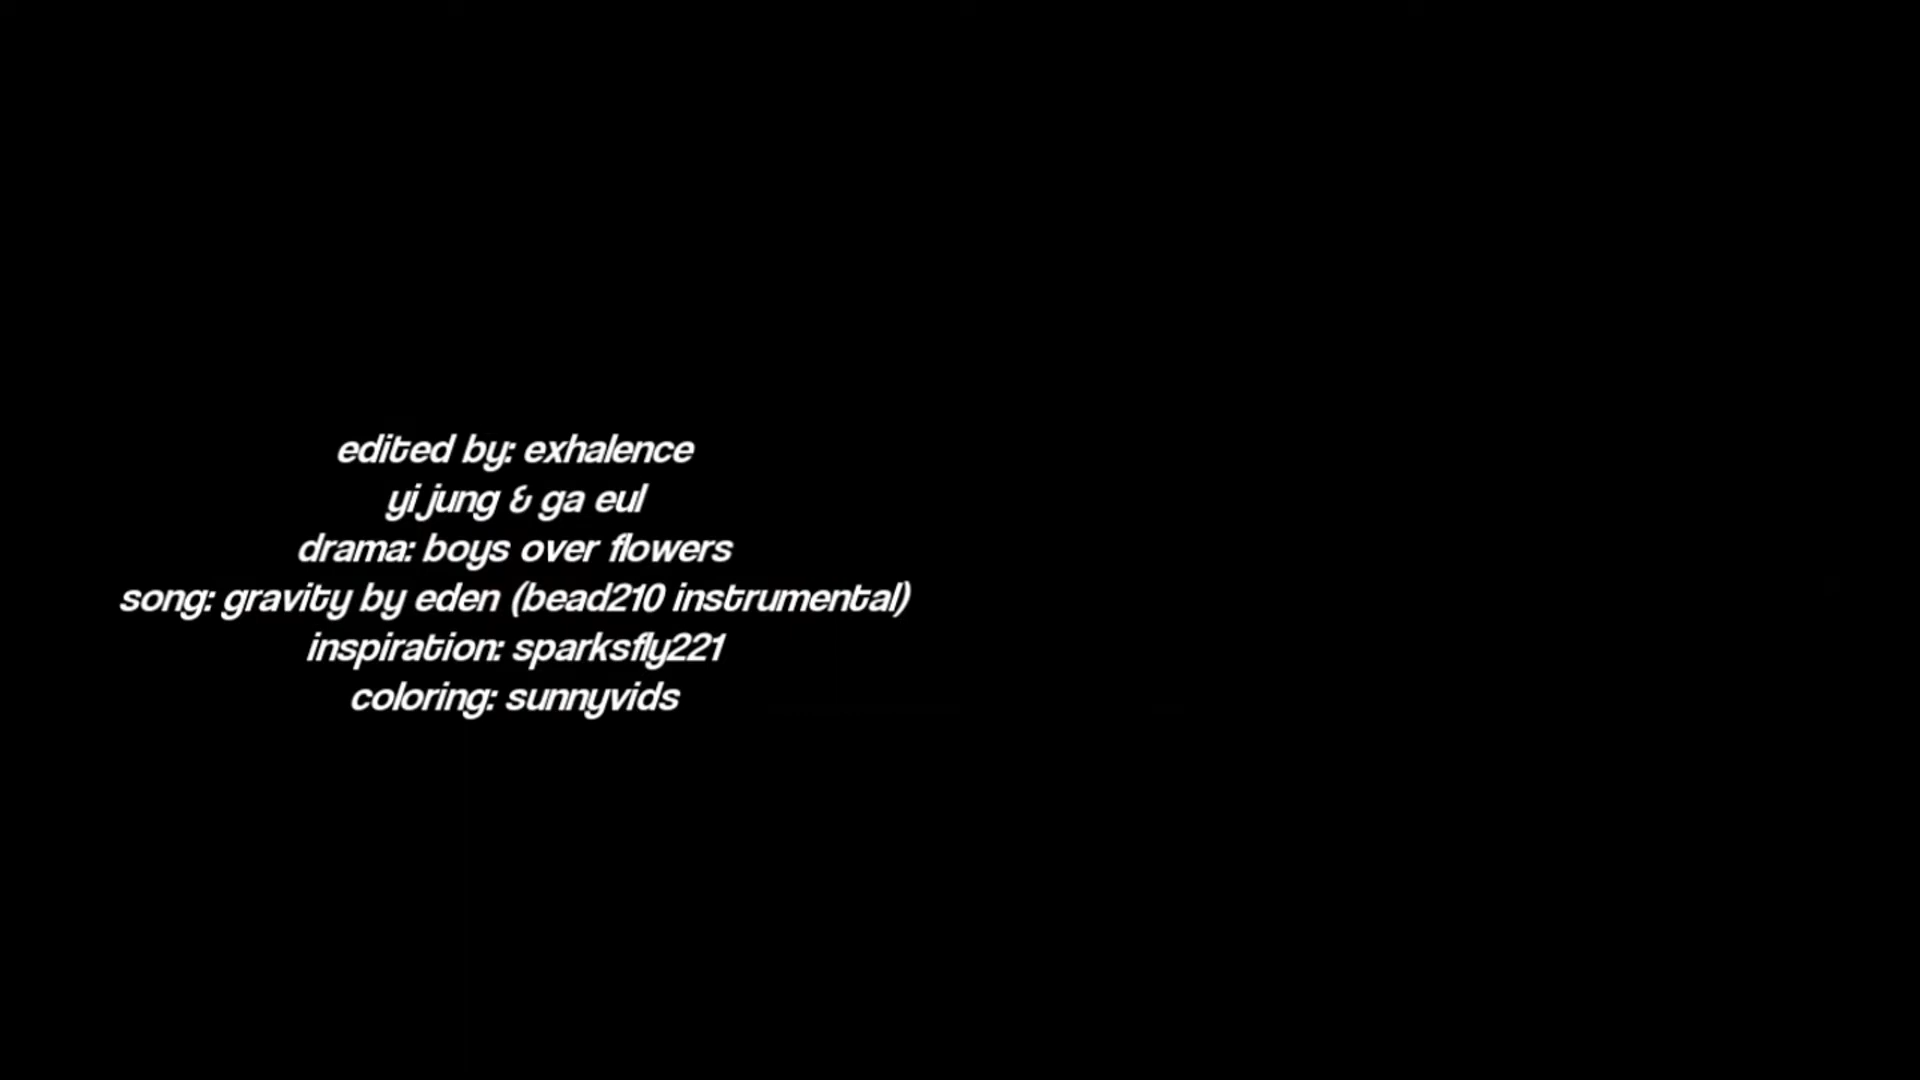 edited by: exhalence
yi jung & ga eul
drama: boys over flowers
song: gravity by eden (bead210 instrumental)
inspiration: sparksfly221
coloring: sunnyvids